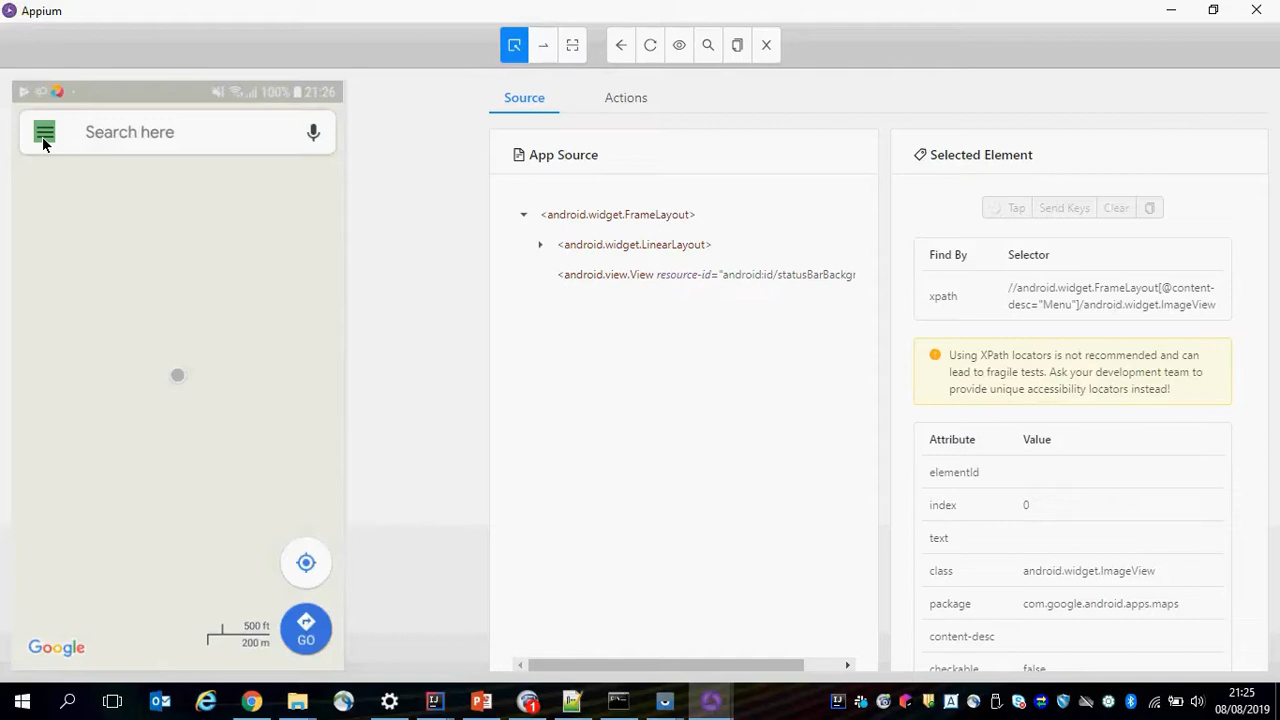 Appium
100% 21:26
Search here
500 ft
200 m
GO
Google
Source
Actions
App Source
<android.widget.FrameLayout>
<android.widget.LinearLayout>
<android.view.View resource-id="android:id/statusBarBackgr
Selected Element
Tap
Send Keys
Clear
Find By
Selector
xpath
//android.widget.FrameLayout[@content-
desc="Menu"]/android.widget.ImageView
Using XPath locators is not recommended and can
lead to fragile tests. Ask your development team to
provide unique accessibility locators instead!
Attribute
Value
elementId
index
0
text
class
android.widget.ImageView
package
com.google.android.apps.maps
content-desc
checkable
false
21:25
08/08/2019